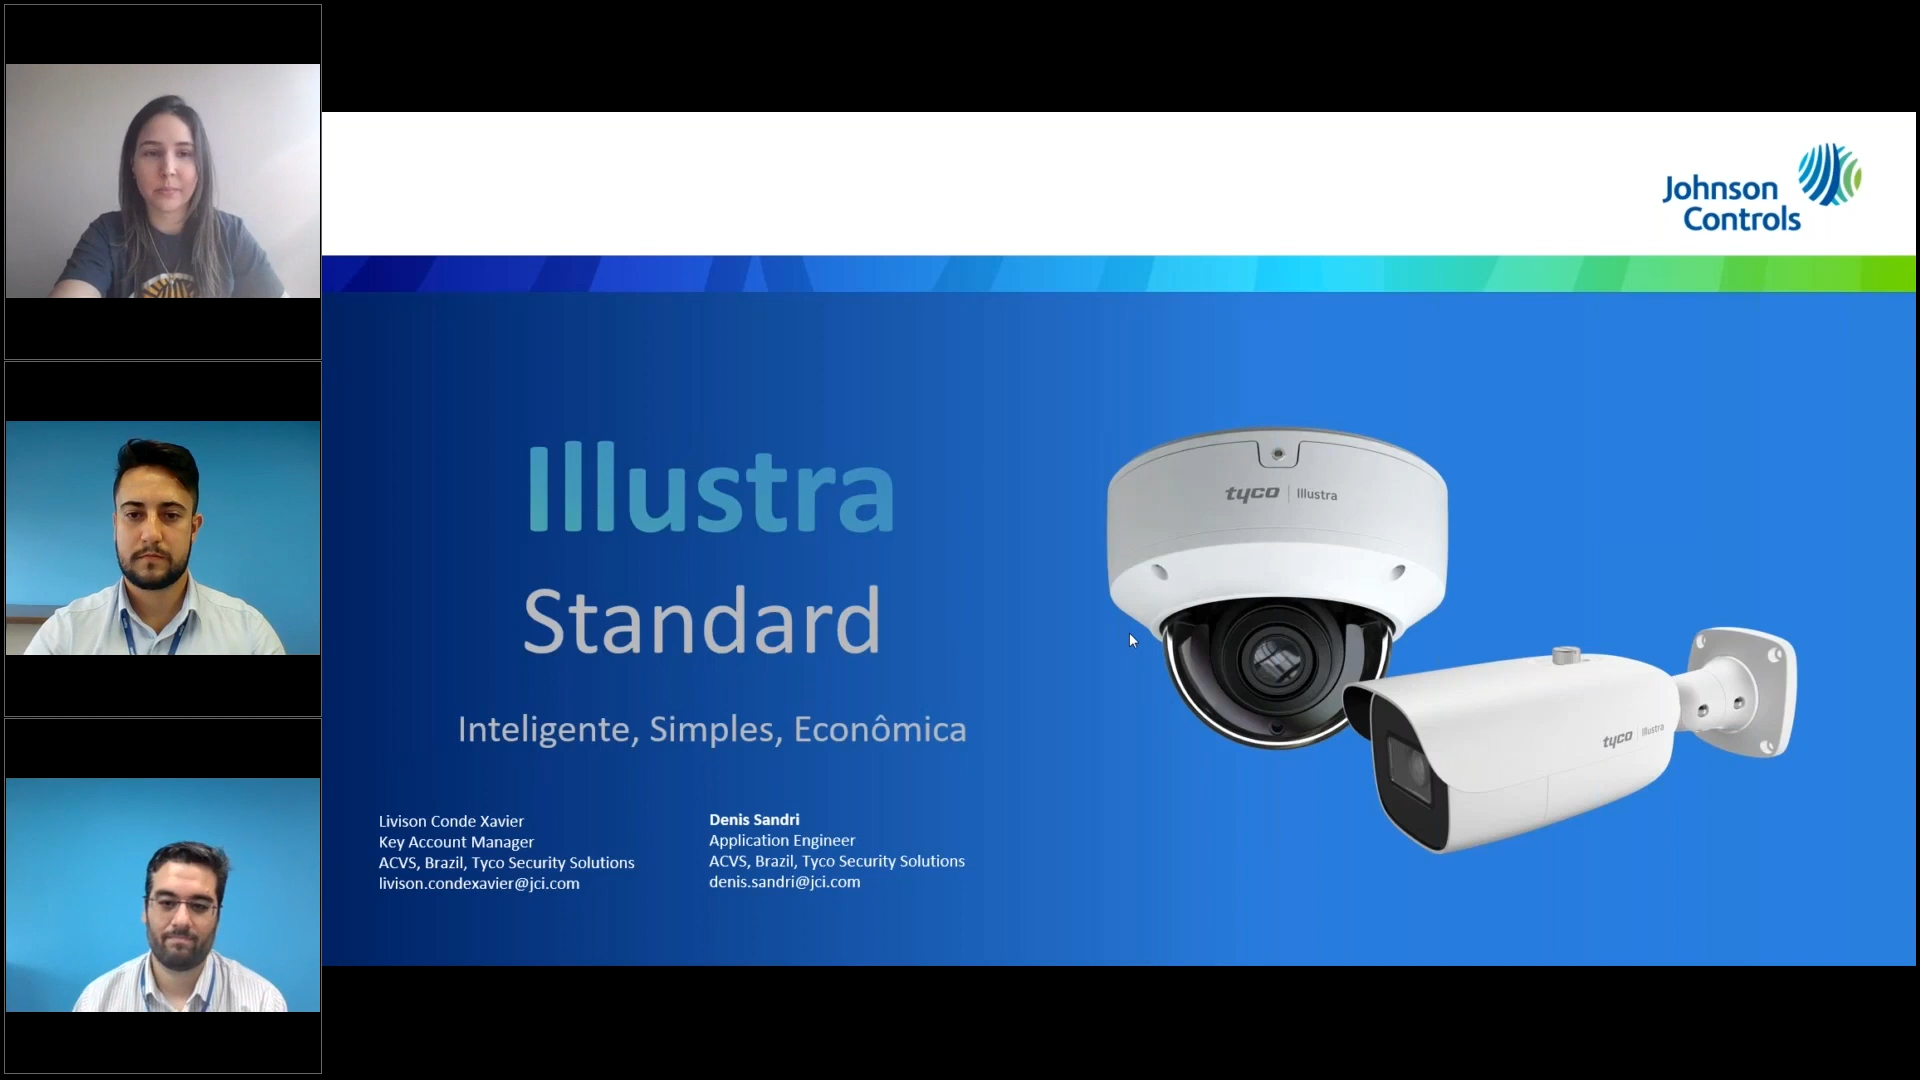 Johnson
Controls
Illustra
Standard
Inteligente, Simples, Econômica
tyco | Illustra
tyco | Illustra
Livison Conde Xavier
Key Account Manager
ACVS, Brazil, Tyco Security Solutions
livison.condexavier@jci.com
Denis Sandri
Application Engineer
ACVS, Brazil, Tyco Security Solutions
denis.sandri@jci.com